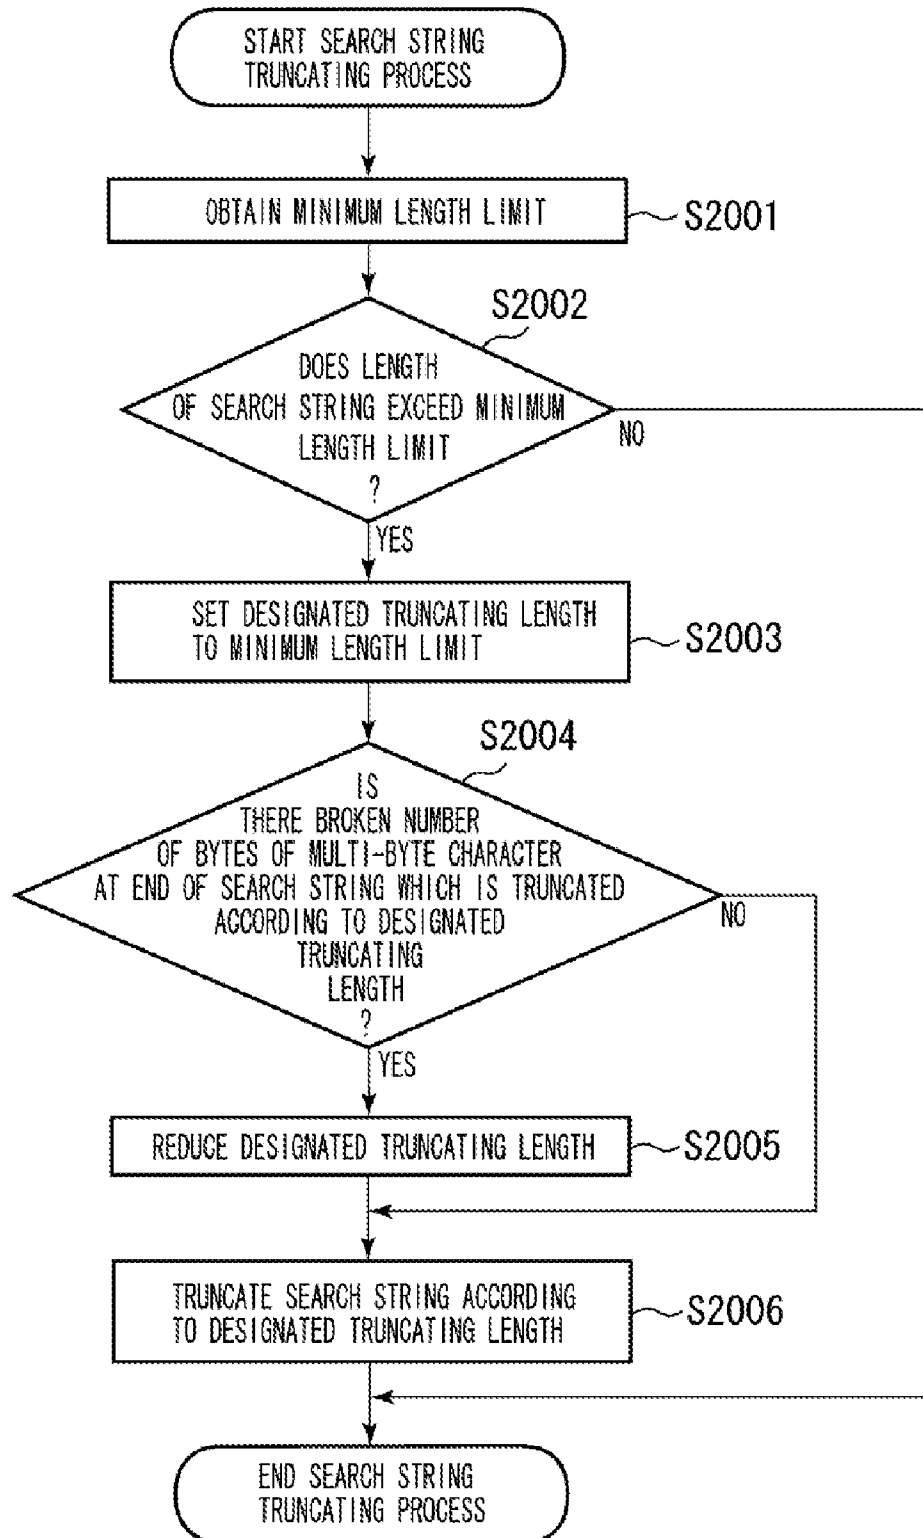 START SEARCH STRING
TRUNCATING PROCESS
OBTAIN MINIMUM LENGTH LIMIT
S2001
S2002
DOES LENGTH
OF SEARCH STRING EXCEED MINIMUM
LENGTH LIMIT
?
NO
YES
SET DESIGNATED TRUNCATING LENGTH
TO MINIMUM LENGTH LIMIT
S2003
S2004
IS
THERE BROKEN NUMBER
OF BYTES OF MULTI-BYTE CHARACTER
AT END OF SEARCH STRING WHICH IS TRUNCATED
ACCORDING TO DESIGNATED
TRUNCATING
LENGTH
?
NO
YES
REDUCE DESIGNATED TRUNCATING LENGTH
S2005
TRUNCATE SEARCH STRING ACCORDING
TO DESIGNATED TRUNCATING LENGTH
S2006
END SEARCH STRING
TRUNCATING PROCESS